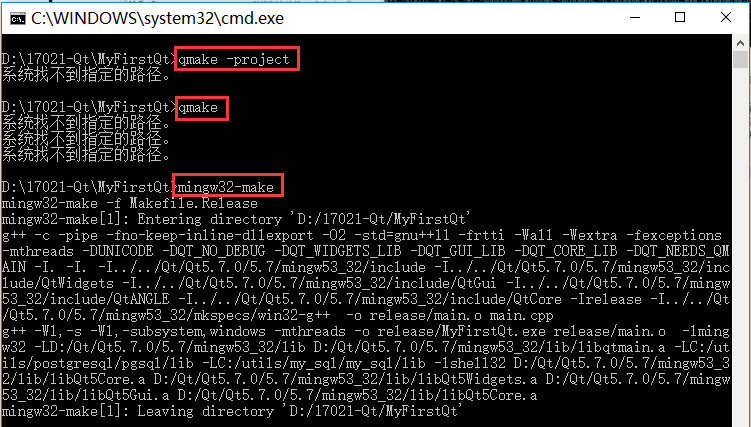 C:\WINDOWS\system32\cmd.exe
D:\17021-Qt\MyFirstQt>qmake -project
系统找不到指定的路径。
D:\17021-Qt\MyFirstQt>qmake
系统找不到指定的路径。
系统找不到指定的路径。
系统找不到指定的路径。
D:\17021-Qt\MyFirstQt>mingw32-make
mingw32-make -f Makefile.Release
mingw32-make[1]: Entering directory 'D:/17021-Qt/MyFirstQt'
g++ -c -pipe -fno-keep-inline-dllexport -O2 -std=gnu++11 -frtti -Wall -Wextra -fexceptions
-mthreads -DUNICODE -DQT_NO_DEBUG -DQT_WIDGETS_LIB -DQT_GUI_LIB -DQT_CORE_LIB -DQT_NEEDS_QM
AIN -I. -I. -I../../Qt/Qt5.7.0/5.7/mingw53_32/include -I../../Qt/Qt5.7.0/5.7/mingw53_32/inc
lude/QtWidgets -I../../Qt/Qt5.7.0/5.7/mingw53_32/include/QtGui -I../../Qt/Qt5.7.0/5.7/mingw
53_32/include/QtANGLE -I../../Qt/Qt5.7.0/5.7/mingw53_32/include/QtCore -Irelease -I../../Qt
/Qt5.7.0/5.7/mingw53_32/mkspecs/win32-g++  -o release/main.o main.cpp
g++ -Wl,-s -Wl,-subsystem,windows -mthreads -o release/MyFirstQt.exe release/main.o  -lming
w32 -LD:/Qt/Qt5.7.0/5.7/mingw53_32/lib D:/Qt/Qt5.7.0/5.7/mingw53_32/lib/libqtmain.a -LC:/ut
ils/postgresql/pgsql/lib -LC:/utils/my_sql/my_sql/lib -lshell32 D:/Qt/Qt5.7.0/5.7/mingw53_3
2/lib/libQt5Core.a D:/Qt/Qt5.7.0/5.7/mingw53_32/lib/libQt5Widgets.a D:/Qt/Qt5.7.0/5.7/mingw
53_32/lib/libQt5Gui.a D:/Qt/Qt5.7.0/5.7/mingw53_32/lib/libQt5Core.a
mingw32-make[1]: Leaving directory 'D:/17021-Qt/MyFirstQt'